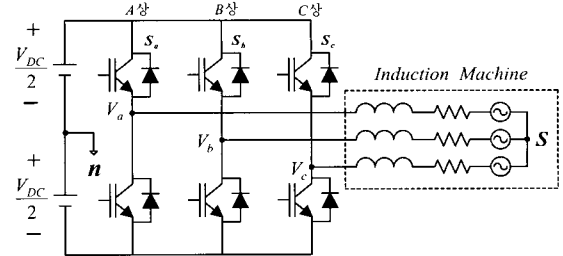 A상
B상
C상
+
V_DC
2
−
S_a
S_b
S_c
Induction Machine
V_a
V_b
V_c
n
S
+
V_DC
2
−